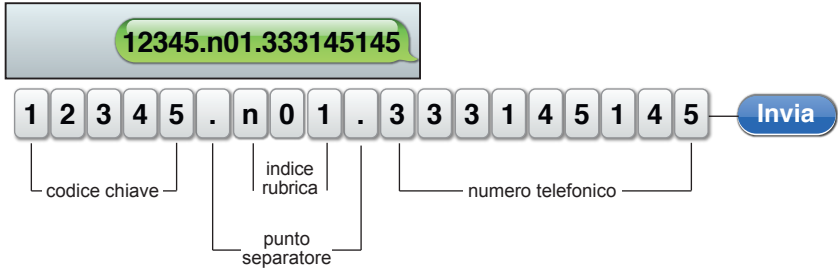 12345.n01.333145145
1 2 3 4 5 . n 0 1 . 3 3 3 1 4 5 1 4 5 Invia
codice chiave
indice
rubrica
numero telefonico
punto
separatore